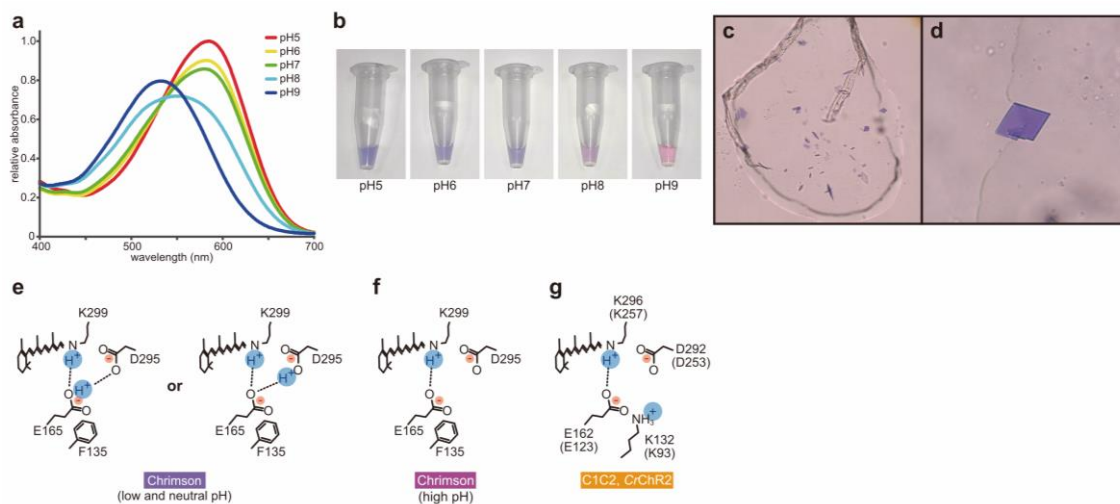 a
relative absorbance
1.0
0.8
0.6
0.4
0.2
0
400
500
600
700
wavelength (nm)
pH5
pH6
pH7
pH8
pH9
b
pH5
pH6
pH7
pH8
pH9
c
d
e
K299
N
H+
O
O
D295
H+
O
O
E165
F135
or
K299
N
H+
O
O
D295
H+
O
O
E165
F135
Chrimson
(low and neutral pH)
f
K299
N
H+
O
O
D295
O
O
E165
F135
Chrimson
(high pH)
g
K296
(K257)
N
H+
O
O
D292
(D253)
O
O
+
NH3
E162
(E123)
K132
(K93)
C1C2, CrChR2